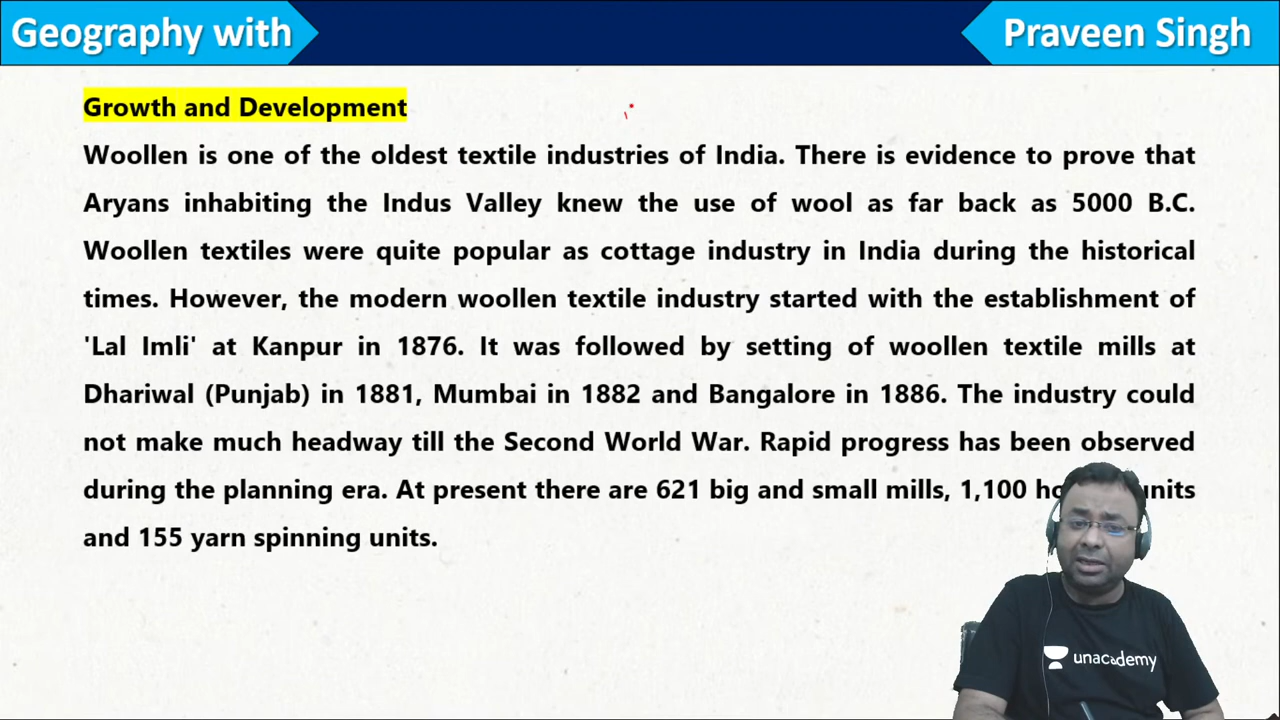 Geography with
Praveen Singh
Growth and Development
Woollen is one of the oldest textile industries of India. There is evidence to prove that
Aryans inhabiting the Indus Valley knew the use of wool as far back as 5000 B.C.
Woollen textiles were quite popular as cottage industry in India during the historical
times. However, the modern woollen textile industry started with the establishment of
'Lal Imli' at Kanpur in 1876. It was followed by setting of woollen textile mills at
Dhariwal (Punjab) in 1881, Mumbai in 1882 and Bangalore in 1886. The industry could
not make much headway till the Second World War. Rapid progress has been observed
during the planning era. At present there are 621 big and small mills, 1,100 units
and 155 yarn spinning units.
unacademy